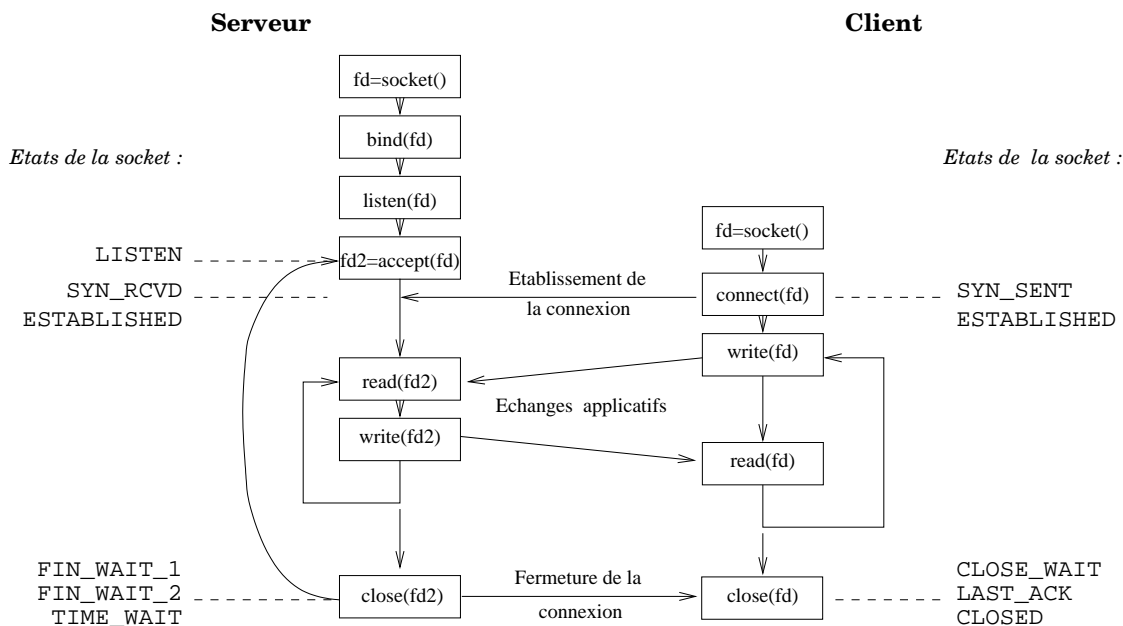 Serveur
Client
fd=socket()
bind(fd)
Etats de la socket :
Etats de la socket :
listen(fd)
fd=socket()
LISTEN
fd2=accept(fd)
Etablissement de
la connexion
SYN_RCVD
connect(fd)
SYN_SENT
ESTABLISHED
ESTABLISHED
write(fd)
read(fd2)
Echanges applicatifs
write(fd2)
read(fd)
FIN_WAIT_1
FIN_WAIT_2
TIME_WAIT
close(fd2)
Fermeture de la
connexion
close(fd)
CLOSE_WAIT
LAST_ACK
CLOSED